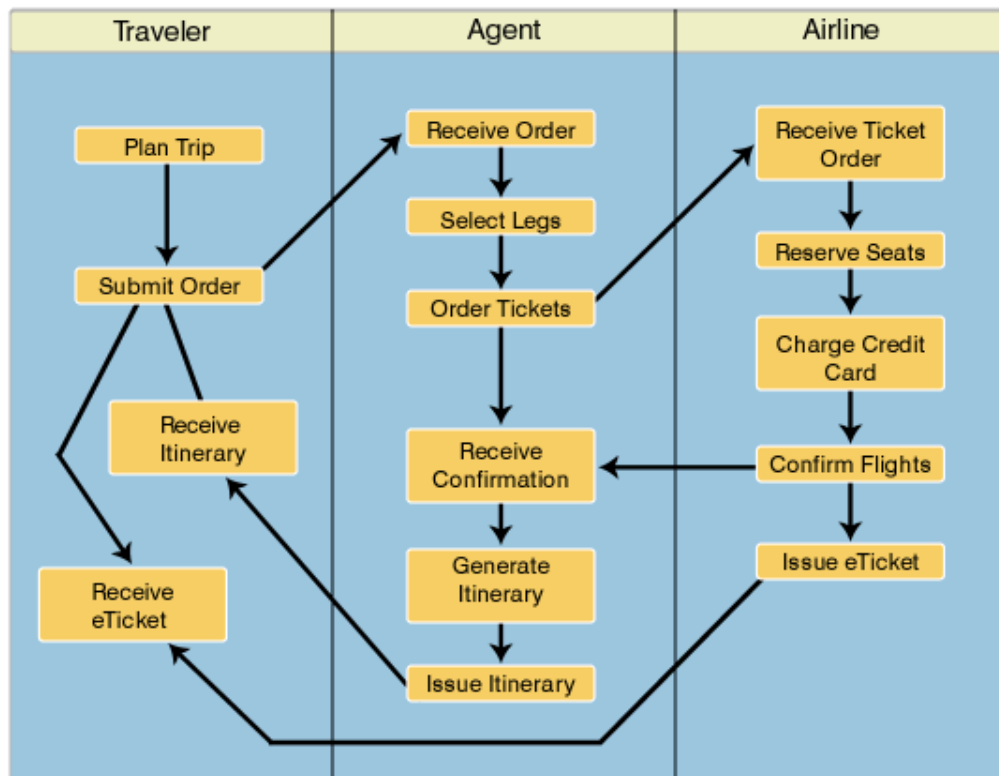 Traveler
Agent
Airline
Plan Trip
Submit Order
Receive
Itinerary
Receive
eTicket
Receive Order
Select Legs
Order Tickets
Receive
Confirmation
Generate
Itinerary
Issue Itinerary
Receive Ticket
Order
Reserve Seats
Charge Credit
Card
Confirm Flights
Issue eTicket